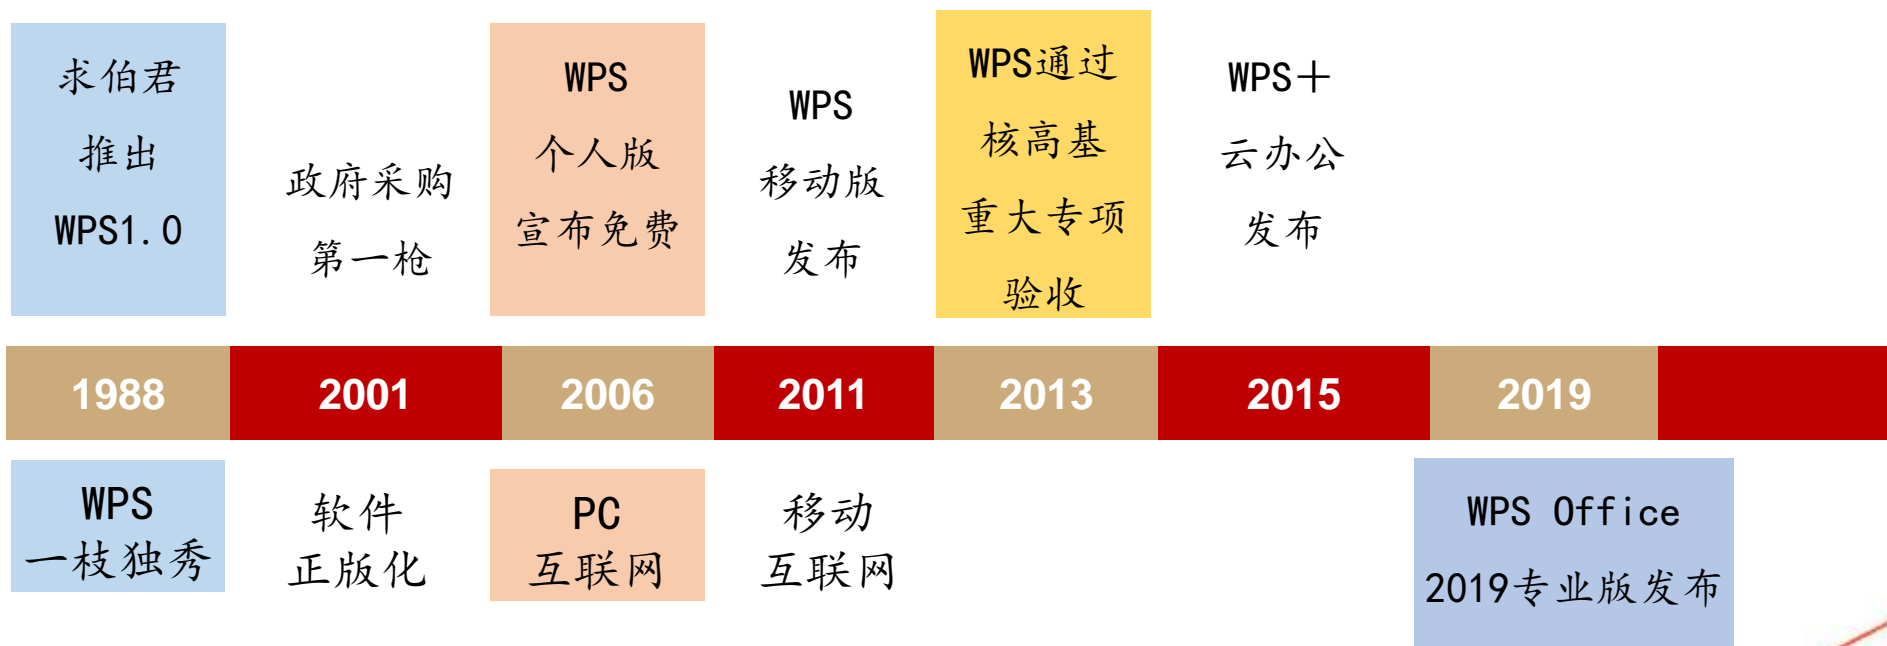 求伯君
推出
WPS1.0
政府采购
第一枪
WPS
个人版
宣布免费
WPS
移动版
发布
WPS通过
核高基
重大专项
验收
WPS＋
云办公
发布
1988
2001
2006
2011
2013
2015
2019
WPS
一枝独秀
软件
正版化
PC
互联网
移动
互联网
WPS Office
2019专业版发布